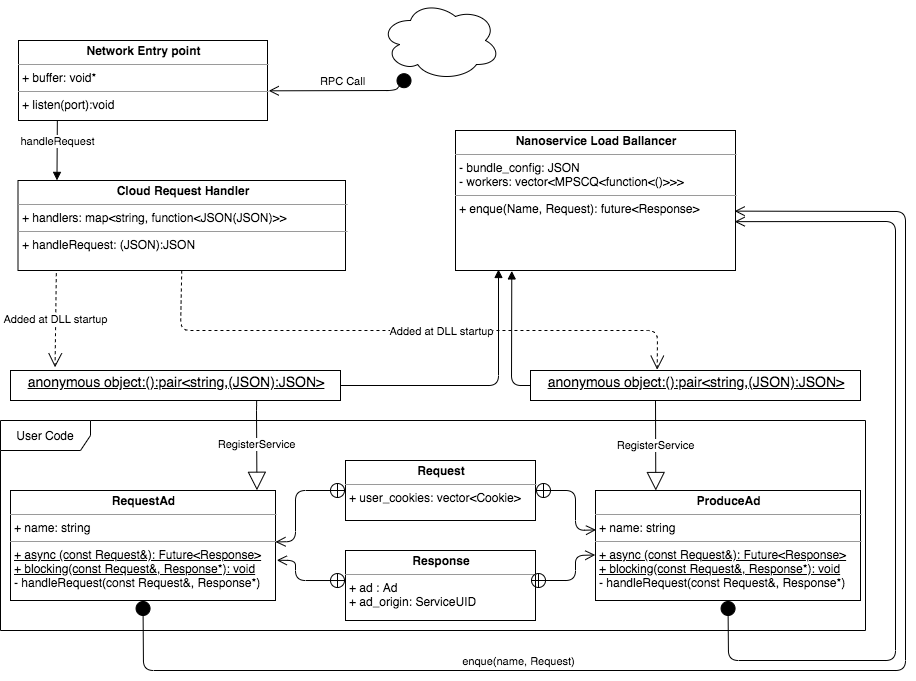 Network Entry point
+ buffer: void*
+ listen(port):void
RPC Call
handleRequest
Cloud Request Handler
+ handlers: map<string, function<JSON(JSON)>>
+ handleRequest: (JSON):JSON
Nanoservice Load Ballancer
- bundle_config: JSON
- workers: vector<MPSCQ<function<()>>>
+ enque(Name, Request): future<Response>
Added at DLL startup
Added at DLL startup
anonymous object:():pair<string,(JSON):JSON>
anonymous object:():pair<string,(JSON):JSON>
User Code
RegisterService
RegisterService
RequestAd
+ name: string
+ async (const Request&): Future<Response>
+ blocking(const Request&, Response*): void
- handleRequest(const Request&, Response*)
Request
+ user_cookies: vector<Cookie>
Response
+ ad : Ad
+ ad_origin: ServiceUID
ProduceAd
+ name: string
+ async (const Request&): Future<Response>
+ blocking(const Request&, Response*): void
- handleRequest(const Request&, Response*)
enque(name, Request)